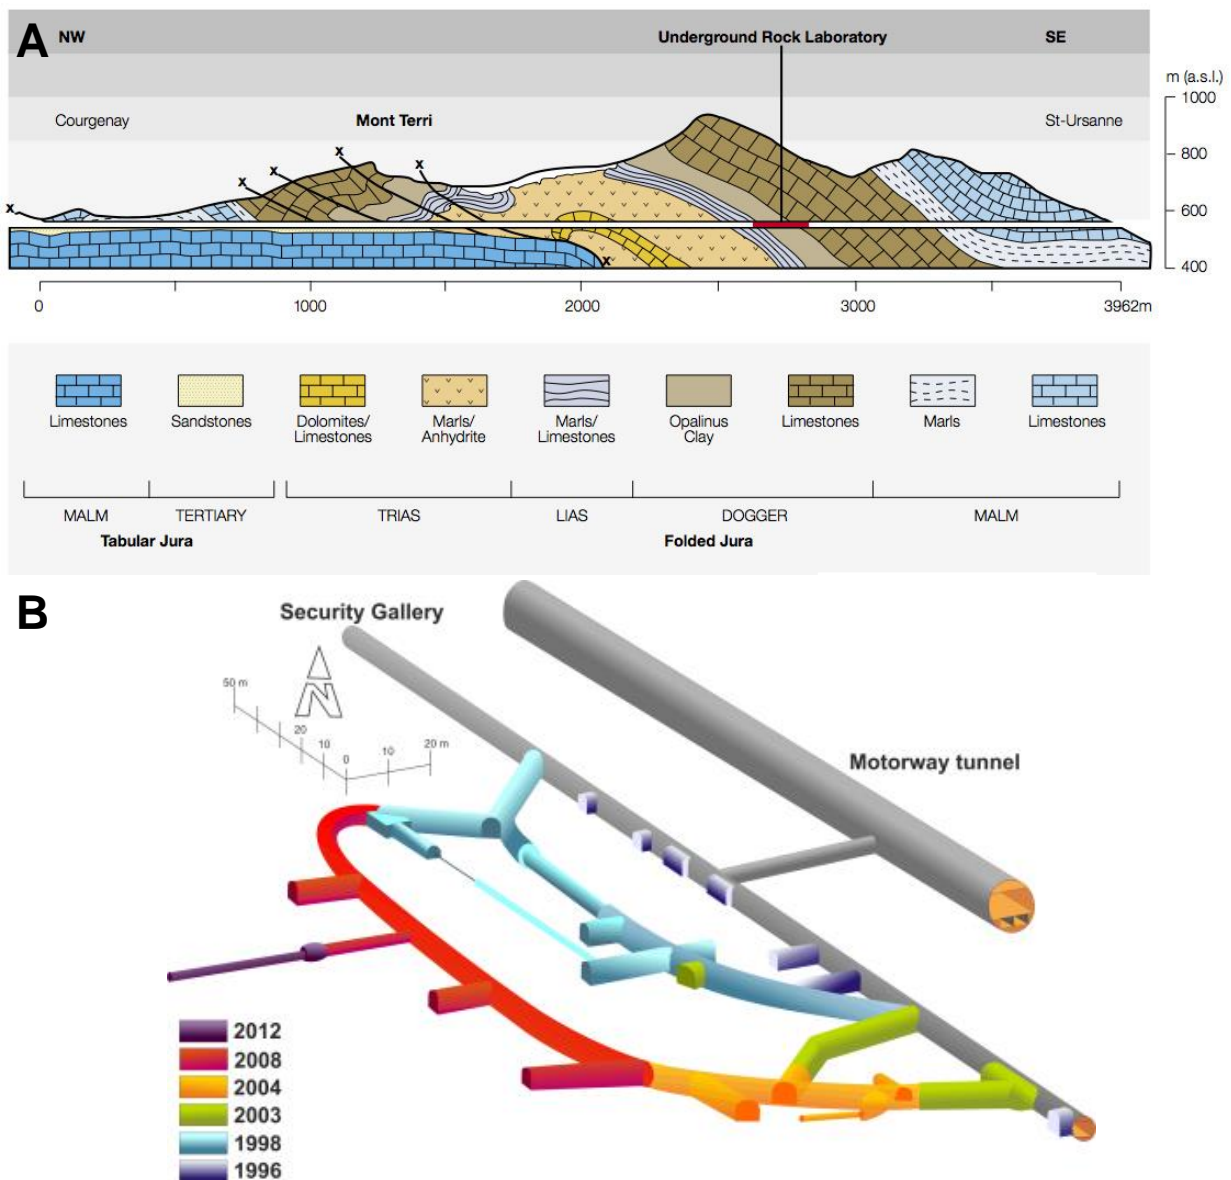 A
NW
Underground Rock Laboratory
SE
m (a.s.l.)
1000
Courgenay
Mont Terri
St-Ursanne
800
x
x
x
x
x
600
x
400
0
1000
2000
3000
3962m
Limestones
Sandstones
Dolomites/
Limestones
Marls/
Anhydrite
Marls/
Limestones
Opalinus
Clay
Limestones
Marls
Limestones
MALM
TERTIARY
TRIAS
LIAS
DOGGER
MALM
Tabular Jura
Folded Jura
B
Security Gallery
N
50 m
20
10
0
10
20 m
Motorway tunnel
2012
2008
2004
2003
1998
1996